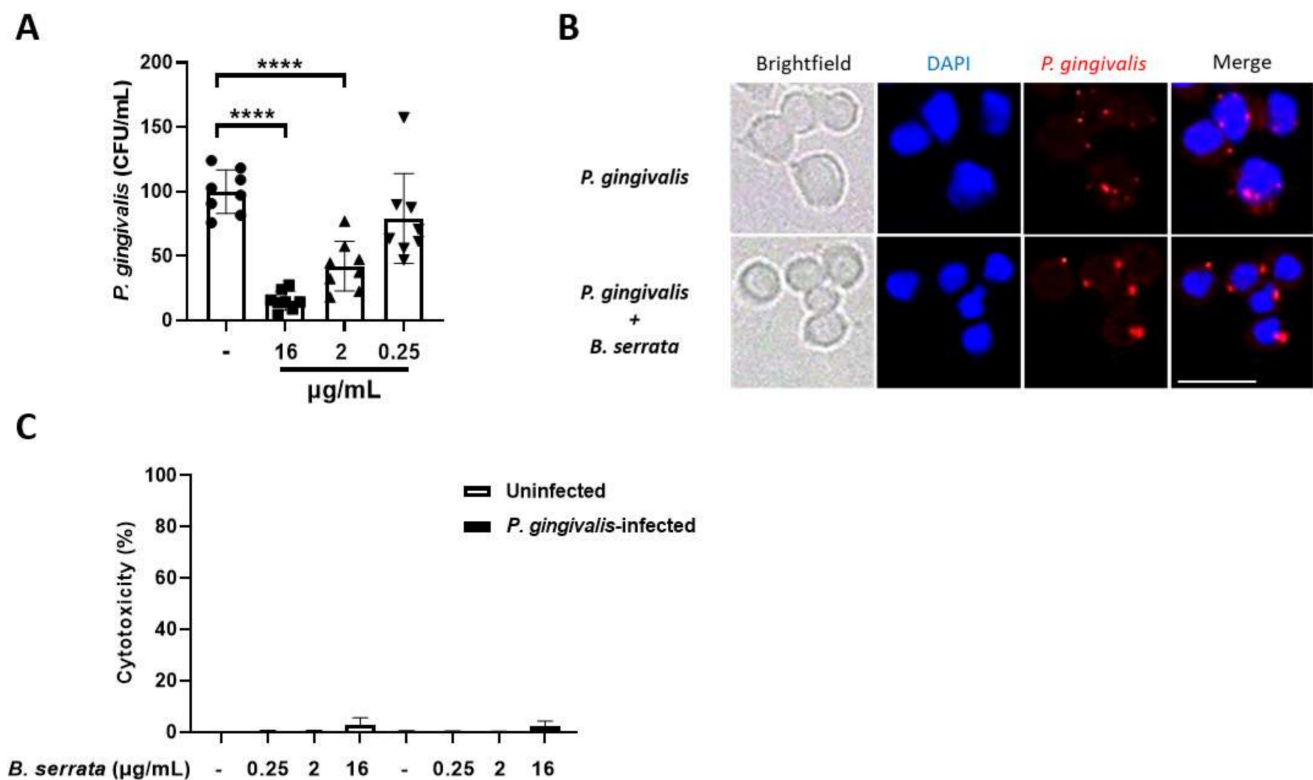 A
P. gingivalis (CFU/mL)
200
150
100
50
0
****
****
- 16 2 0.25
µg/mL
B
Brightfield DAPI P. gingivalis Merge
P. gingivalis
P. gingivalis
+
B. serrata
C
Cytotoxicity (%)
100
80
60
40
20
0
Uninfected
P. gingivalis-infected
B. serrata (µg/mL) - 0.25 2 16 - 0.25 2 16